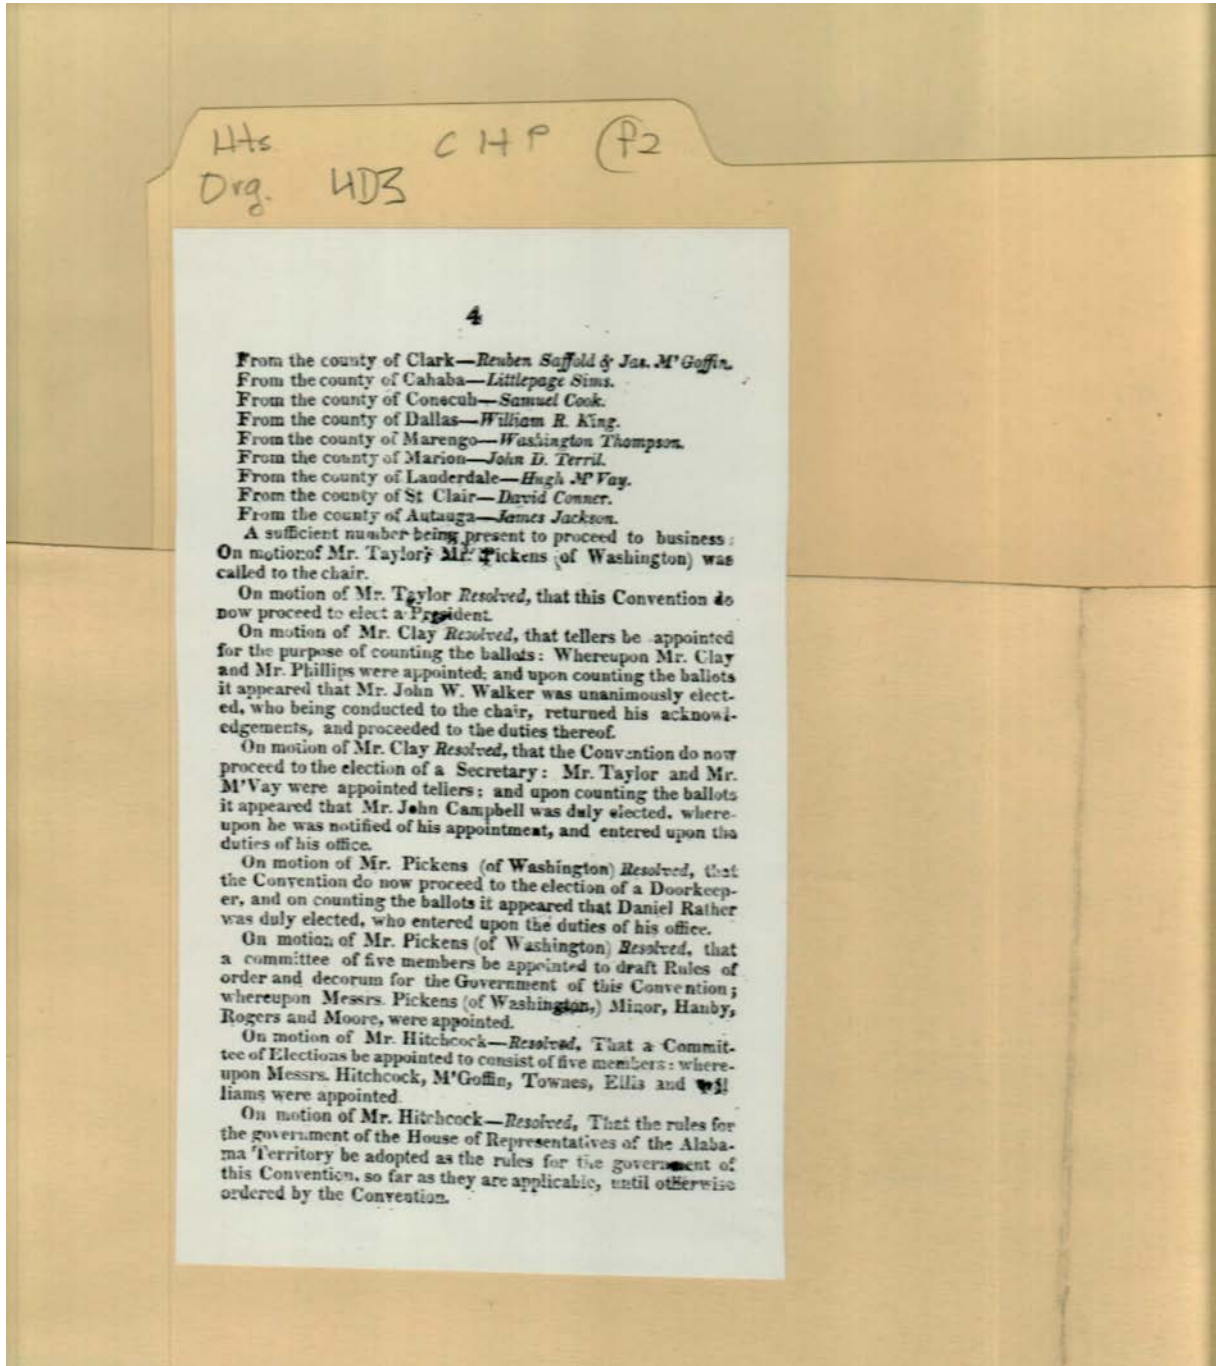 Hts CHP P2
Org. HD3
4
From the county of Clark—Reuben Saffold & Jas. M'Goffin.
From the county of Cahaba—Littlepage Sims.
From the county of Conecuh—Samuel Cook.
From the county of Dallas—William R. King.
From the county of Marengo—Washington Thompson.
From the county of Marion—John D. Terril.
From the county of Lauderdale—Hugh M'Vay.
From the county of St Clair—David Conner.
From the county of Autauga—James Jackson.
A sufficient number being present to proceed to business:
On motion of Mr. Taylor, Mr. Pickens (of Washington) was
called to the chair.
On motion of Mr. Taylor Resolved, that this Convention do
now proceed to elect a President.
On motion of Mr. Clay Resolved, that tellers be appointed
for the purpose of counting the ballots: Whereupon Mr. Clay
and Mr. Phillips were appointed; and upon counting the ballots
it appeared that Mr. John W. Walker was unanimously elect-
ed, who being conducted to the chair, returned his acknowl-
edgements, and proceeded to the duties thereof.
On motion of Mr. Clay Resolved, that the Convention do now
proceed to the election of a Secretary: Mr. Taylor and Mr.
M'Vay were appointed tellers; and upon counting the ballots
it appeared that Mr. John Campbell was duly elected, where-
upon he was notified of his appointment, and entered upon the
duties of his office.
On motion of Mr. Pickens (of Washington) Resolved, that
the Convention do now proceed to the election of a Doorkeep-
er, and on counting the ballots it appeared that Daniel Rather
was duly elected, who entered upon the duties of his office.
On motion of Mr. Pickens (of Washington) Resolved, that
a committee of five members be appointed to draft Rules of
order and decorum for the Government of this Convention;
whereupon Messrs. Pickens (of Washington,) Minor, Hanby,
Rogers and Moore, were appointed.
On motion of Mr. Hitchcock—Resolved, That a Commit-
tee of Elections be appointed to consist of five members: where-
upon Messrs. Hitchcock, M'Goffin, Townes, Ellis and Wil
liams were appointed.
On motion of Mr. Hitchcock—Resolved, That the rules for
the government of the House of Representatives of the Alaba-
ma Territory be adopted as the rules for the government of
this Convention, so far as they are applicable, until otherwise
ordered by the Convention.